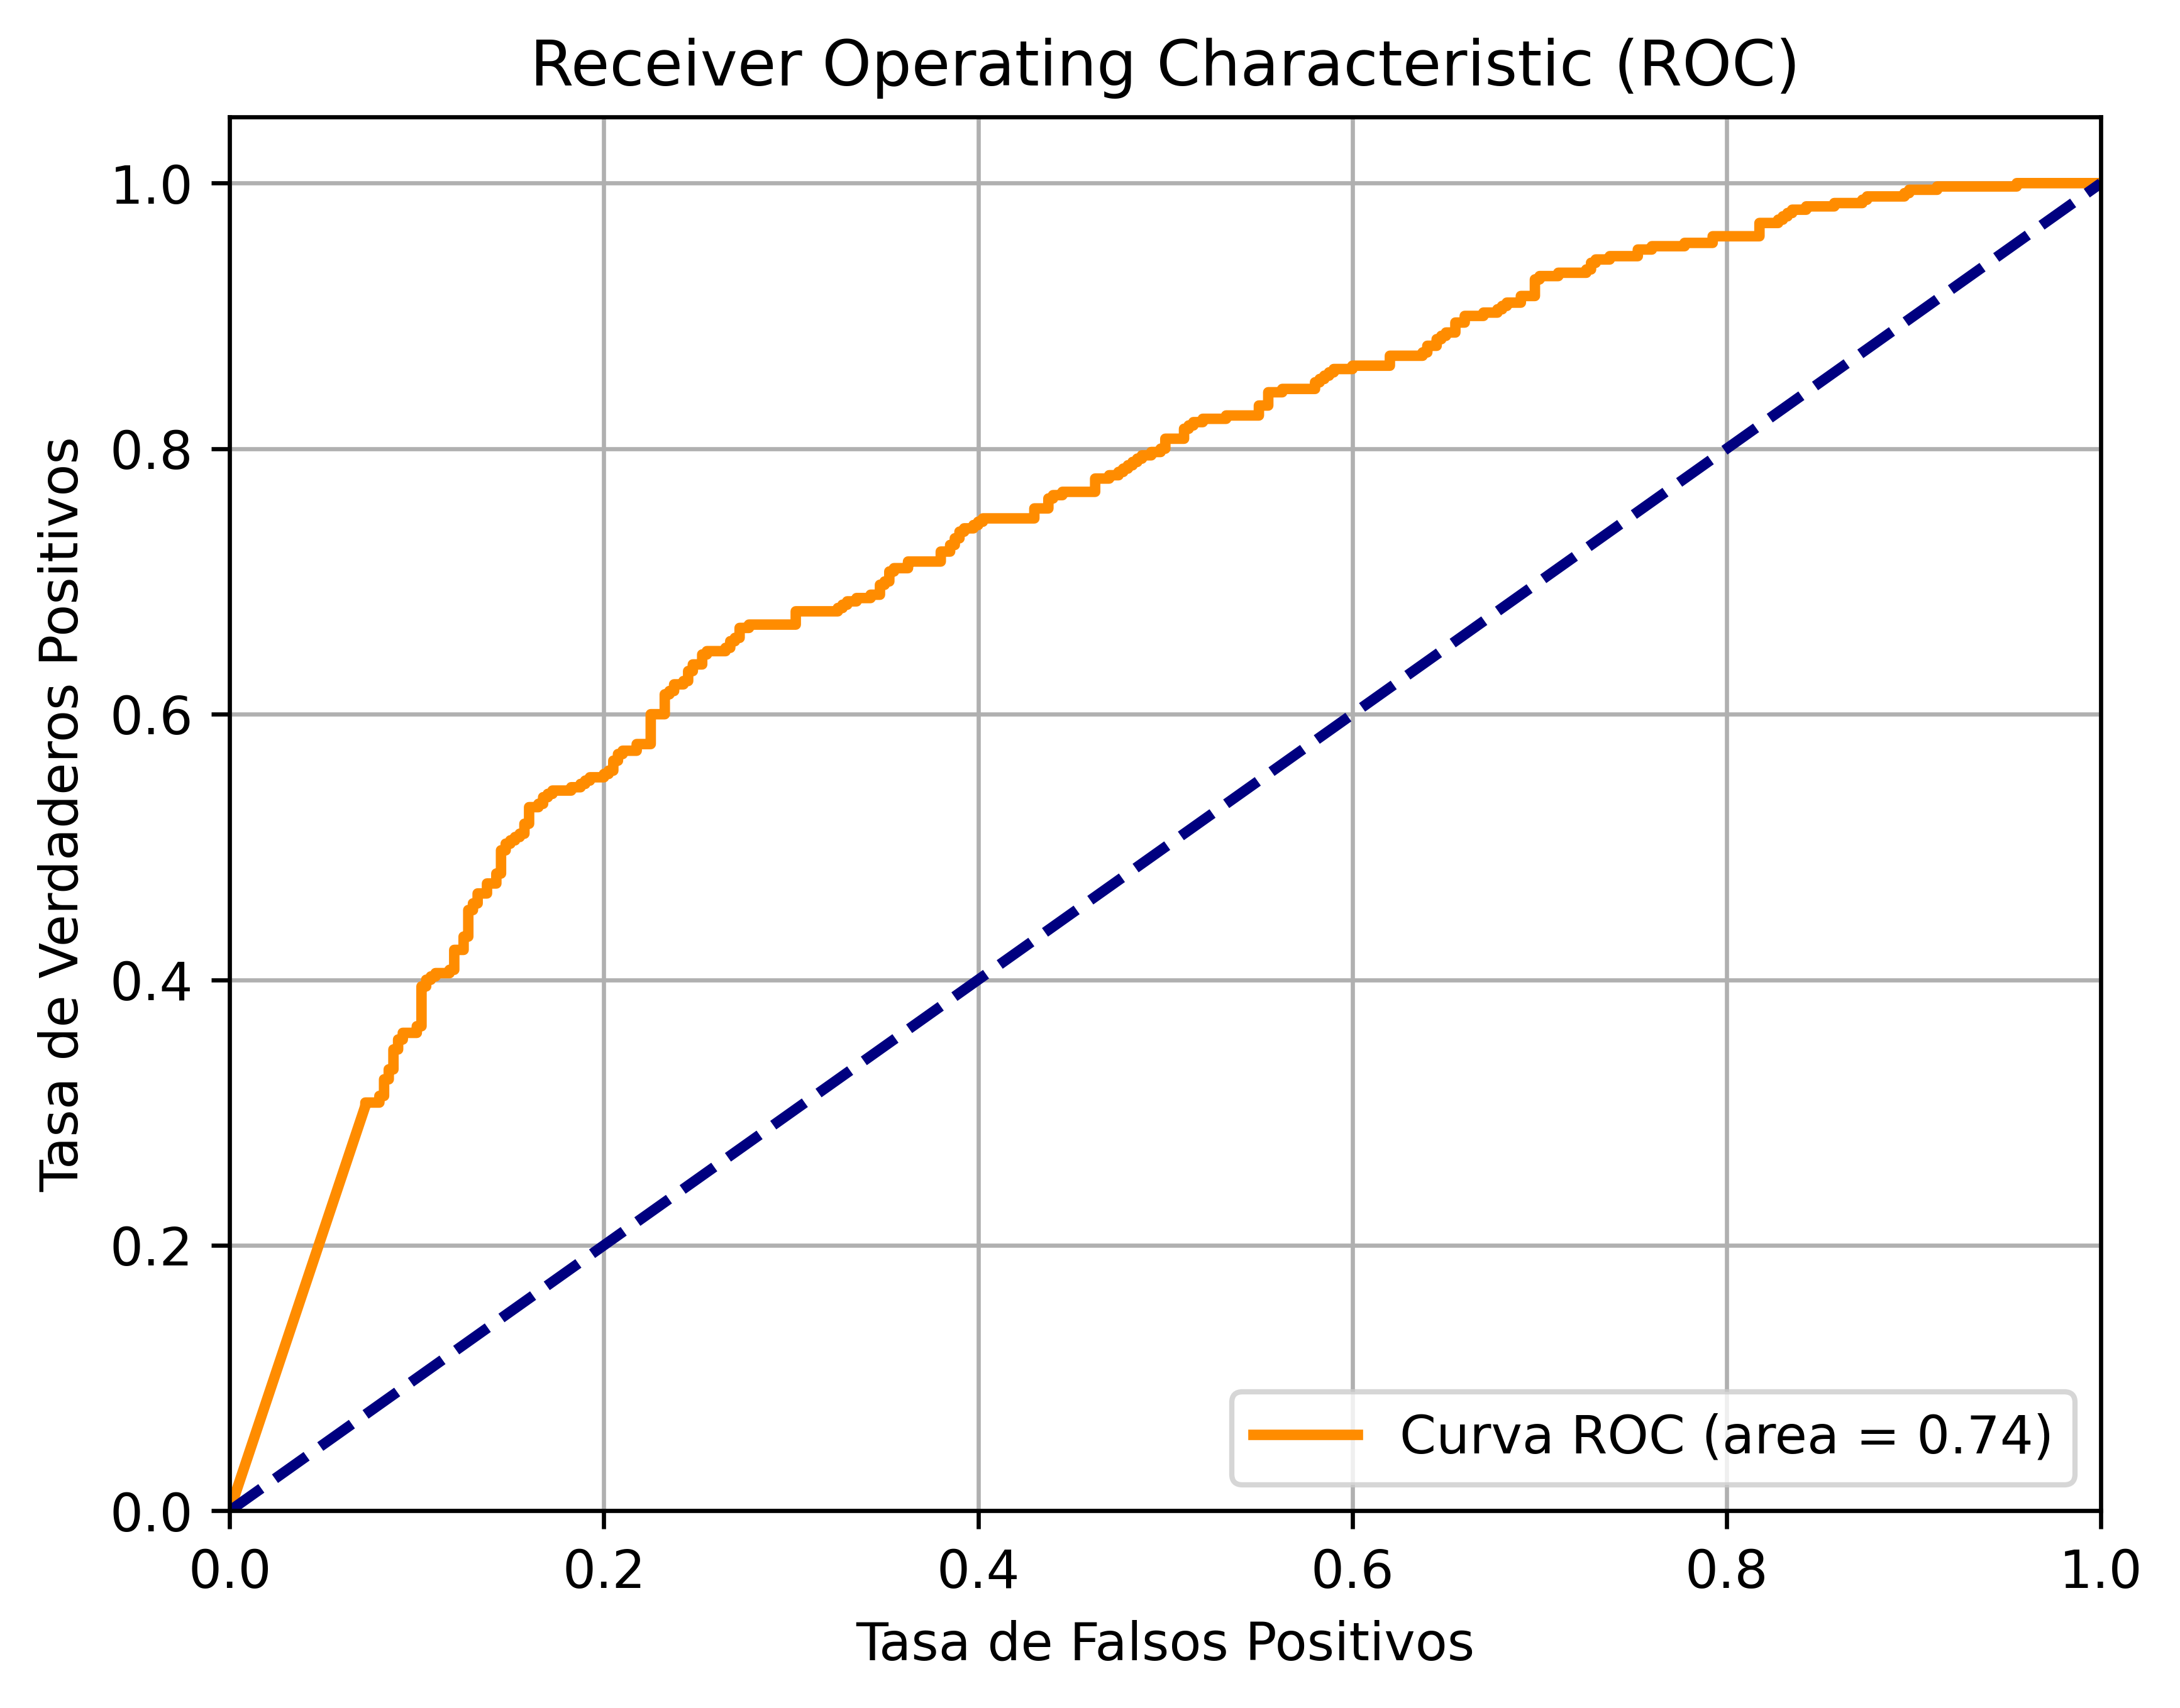 Receiver Operating Characteristic (ROC)
Tasa de Verdaderos Positivos
1.0
0.8
0.6
0.4
0.2
0.0
Curva ROC (area = 0.74)
0.0 0.2 0.4 0.6 0.8 1.0
Tasa de Falsos Positivos